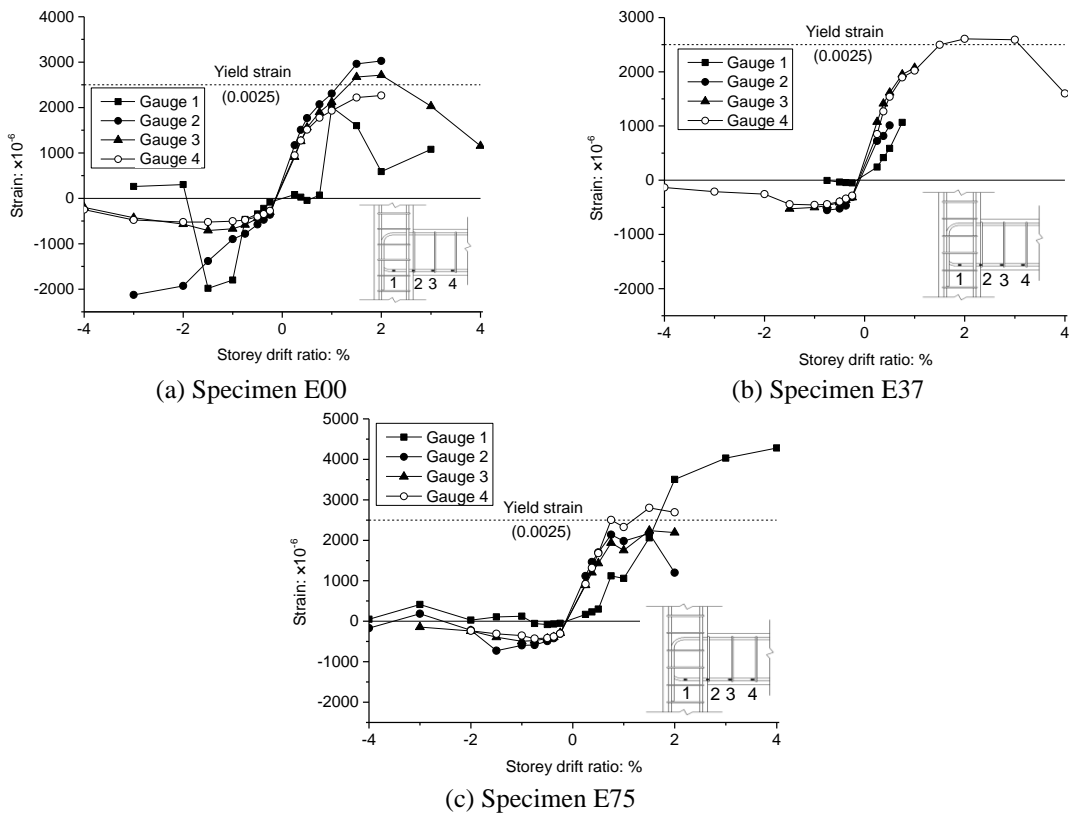 4000
3000
2000
1000
0
-1000
-2000
Strain: ×10⁻⁶
Yield strain
(0.0025)
Gauge 1
Gauge 2
Gauge 3
Gauge 4
1 2 3 4
-4 -2 0 2 4
Storey drift ratio: %
(a) Specimen E00
3000
2000
1000
0
-1000
-2000
Strain: ×10⁻⁶
Yield strain
(0.0025)
Gauge 1
Gauge 2
Gauge 3
Gauge 4
1 2 3 4
-4 -2 0 2 4
Storey drift ratio: %
(b) Specimen E37
5000
4000
3000
2000
1000
0
-1000
-2000
Strain: ×10⁻⁶
Gauge 1
Gauge 2
Gauge 3
Gauge 4
Yield strain
(0.0025)
1 2 3 4
-4 -2 0 2 4
Storey drift ratio: %
(c) Specimen E75